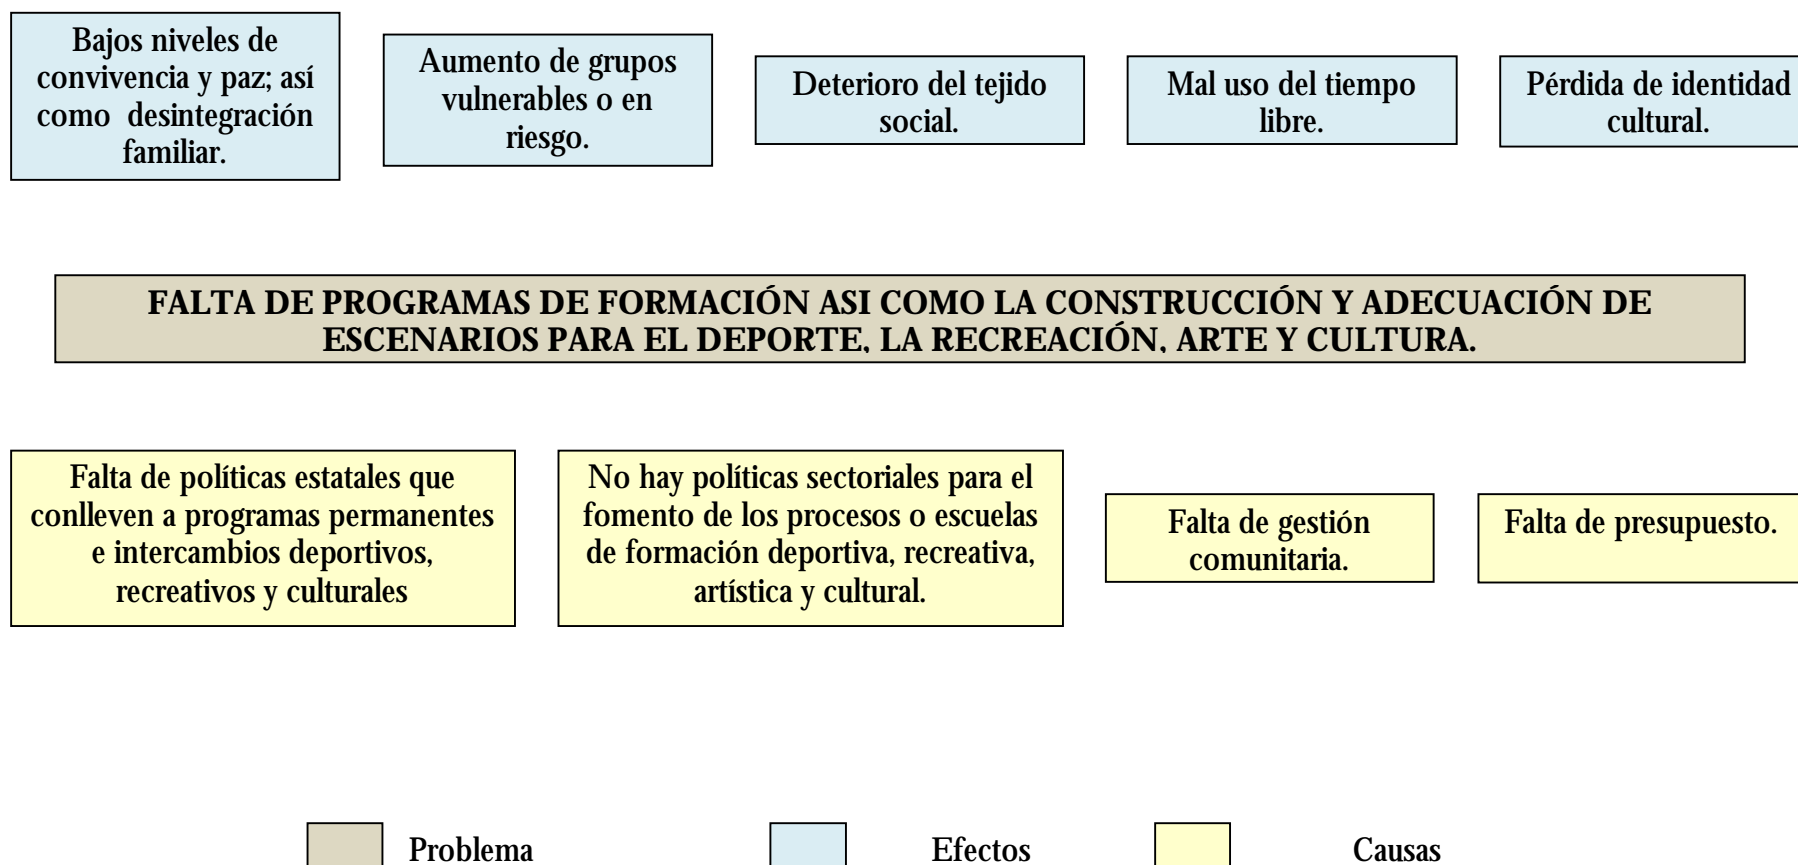 Bajos niveles de
convivencia y paz; así
como desintegración
familiar.
Aumento de grupos
vulnerables o en
riesgo.
Deterioro del tejido
social.
Mal uso del tiempo
libre.
Pérdida de identidad
cultural.
FALTA DE PROGRAMAS DE FORMACIÓN ASI COMO LA CONSTRUCCIÓN Y ADECUACIÓN DE
ESCENARIOS PARA EL DEPORTE, LA RECREACIÓN, ARTE Y CULTURA.
Falta de políticas estatales que
conlleven a programas permanentes
e intercambios deportivos,
recreativos y culturales
No hay políticas sectoriales para el
fomento de los procesos o escuelas
de formación deportiva, recreativa,
artística y cultural.
Falta de gestión
comunitaria.
Falta de presupuesto.
Problema
Efectos
Causas